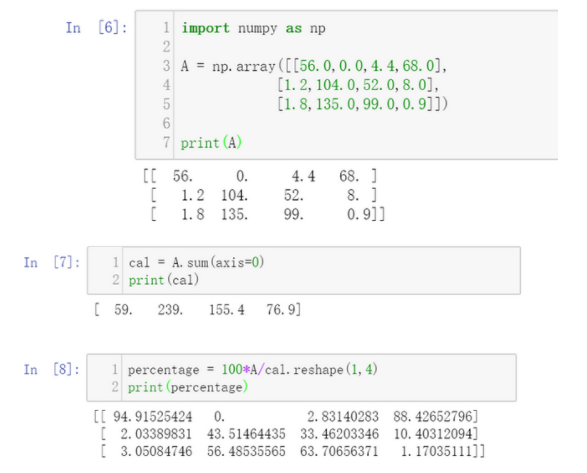 In [6]:
1 import numpy as np
2
3 A = np.array([[56.0,0.0,4.4,68.0],
4 [1.2,104.0,52.0,8.0],
5 [1.8,135.0,99.0,0.9]])
6
7 print(A)
[[ 56. 0. 4.4 68. ]
[ 1.2 104. 52. 8. ]
[ 1.8 135. 99. 0.9]]
In [7]:
1 cal = A.sum(axis=0)
2 print(cal)
[ 59. 239. 155.4 76.9]
In [8]:
1 percentage = 100*A/cal.reshape(1,4)
2 print(percentage)
[[ 94.91525424 0. 2.83140283 88.42652796]
[ 2.03389831 43.51464435 33.46203346 10.40312094]
[ 3.05084746 56.48535565 63.70656371 1.17035111]]